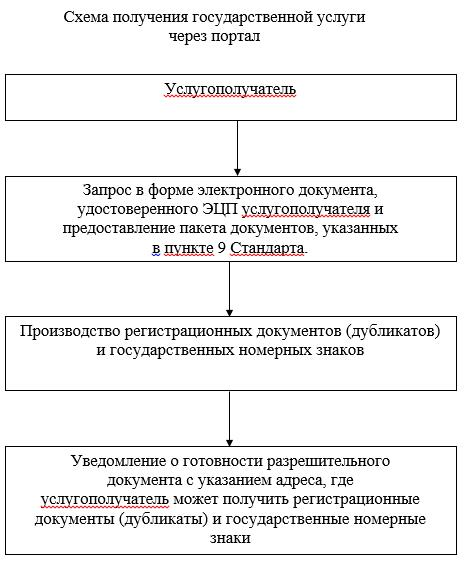 Схема получения государственной услуги
через портал
Услугополучатель
Запрос в форме электронного документа,
удостоверенного ЭЦП услугополучателя и
предоставление пакета документов, указанных
в пункте 9 Стандарта.
Производство регистрационных документов (дубликатов)
и государственных номерных знаков
Уведомление о готовности разрешительного
документа с указанием адреса, где
услугополучатель может получить регистрационные
документы (дубликаты) и государственные номерные
знаки